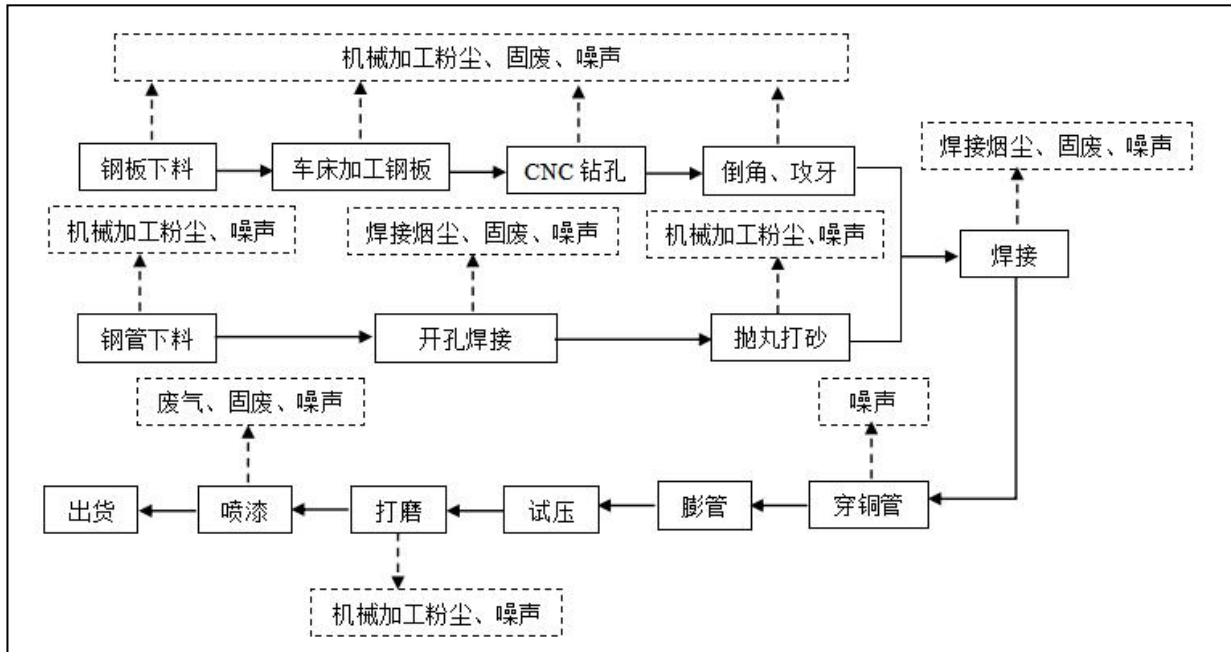 机械加工粉尘、固废、噪声
焊接烟尘、固废、噪声
钢板下料
车床加工钢板
CNC 钻孔
倒角、攻牙
机械加工粉尘、噪声
焊接烟尘、固废、噪声
机械加工粉尘、噪声
焊接
钢管下料
开孔焊接
抛丸打砂
废气、固废、噪声
噪声
出货
喷漆
打磨
试压
膨管
穿铜管
机械加工粉尘、噪声